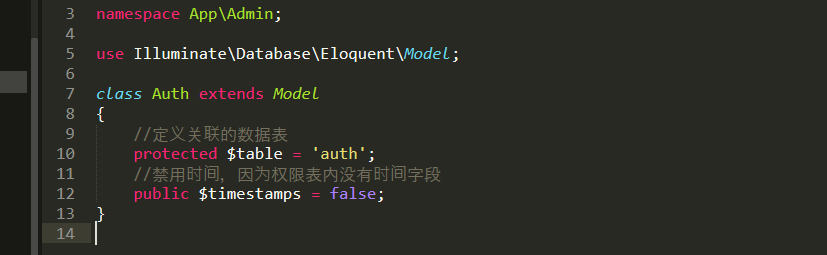 3 namespace App\Admin;
4
5 use Illuminate\Database\Eloquent\Model;
6
7 class Auth extends Model
8 {
9 //定义关联的数据表
10 protected $table = 'auth';
11 //禁用时间，因为权限表内没有时间字段
12 public $timestamps = false;
13 }
14